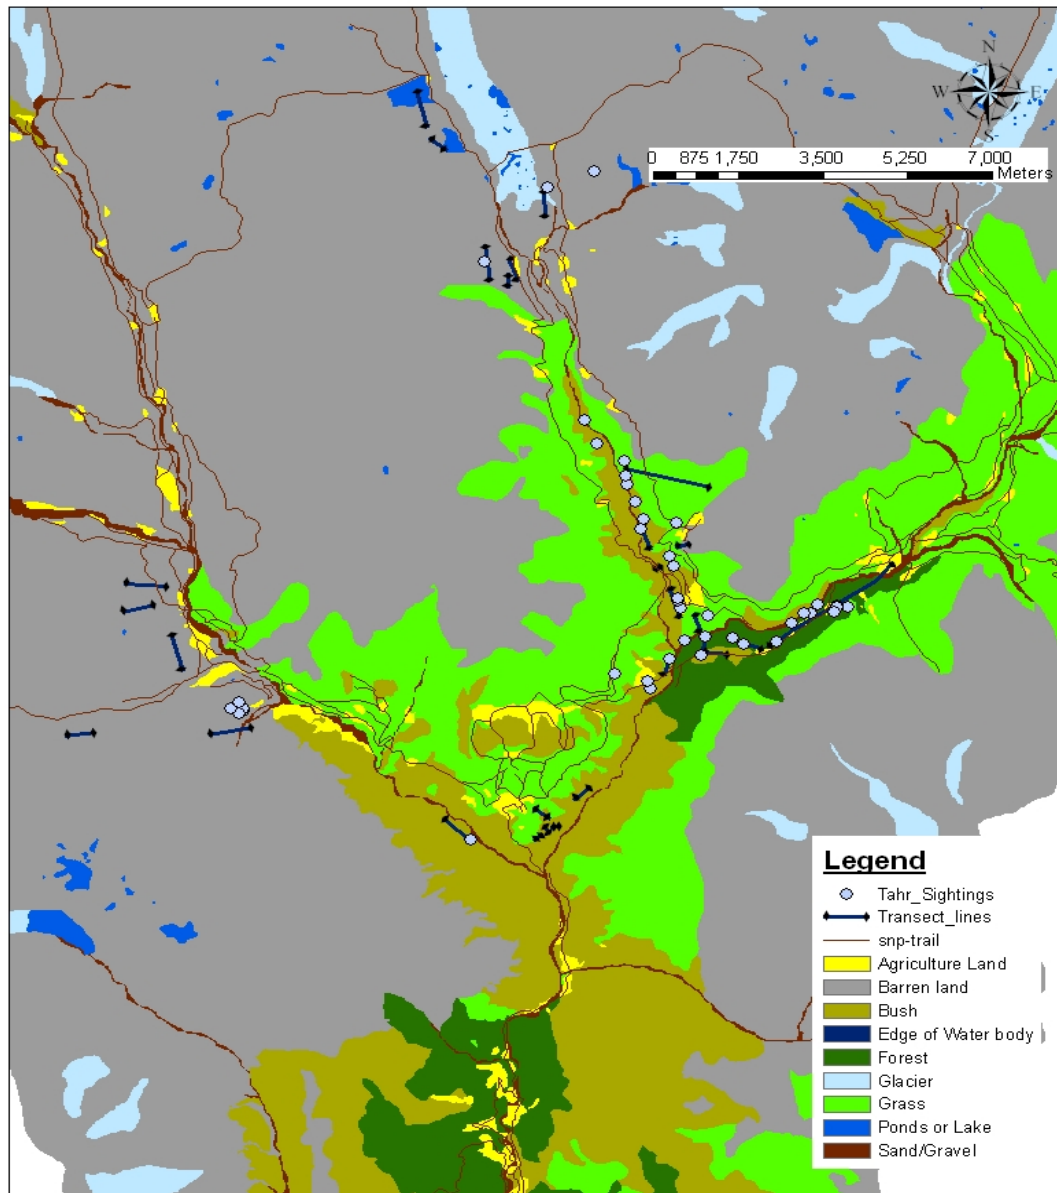 N
W E
S
0 875 1,750 3,500 5,250 7,000
Meters
Legend
Tahr_Sightings
Transect_lines
snp-trail
Agriculture Land
Barren land
Bush
Edge of Water body
Forest
Glacier
Grass
Ponds or Lake
Sand/Gravel